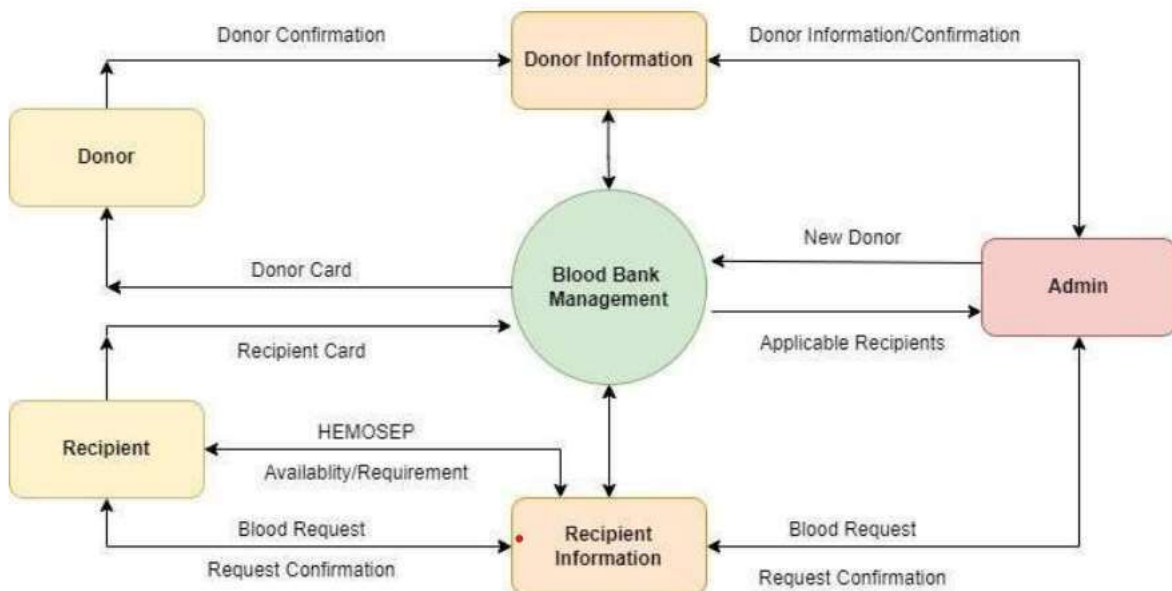 Donor Confirmation
Donor Information
Donor Information/Confirmation
Donor
New Donor
Donor Card
Blood Bank
Management
Admin
Recipient Card
Applicable Recipients
Recipient
HEMOSEP
Availablity/Requirement
Blood Request
Request Confirmation
Recipient
Information
Blood Request
Request Confirmation